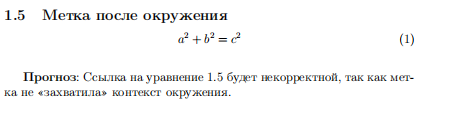 1.5 Метка после окружения
a² + b² = c² (1)
Прогноз: Ссылка на уравнение 1.5 будет некорректной, так как мет-
ка не «захватила» контекст окружения.